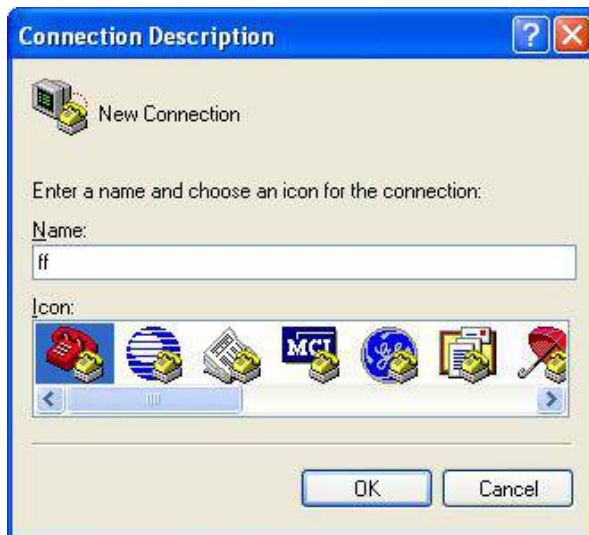 Connection Description
New Connection
Enter a name and choose an icon for the connection:
Name:
ff
Icon:
MCI
OK
Cancel